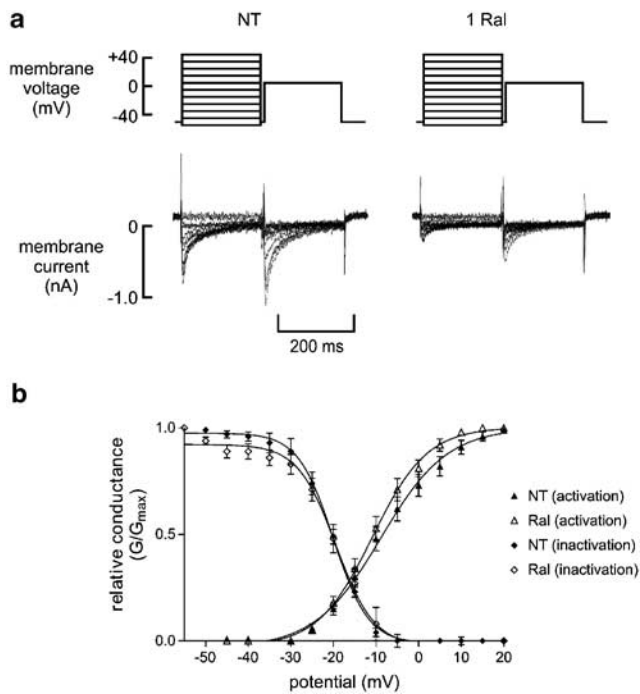 a
NT
1 Ral
membrane
voltage
(mV)
+40
0
-40
membrane
current
(nA)
0
-1.0
200 ms
b
relative conductance
(G/Gmax)
1.0
0.5
0.0
-50
-40
-30
-20
-10
0
10
20
potential (mV)
NT (activation)
Ral (activation)
NT (inactivation)
Ral (inactivation)